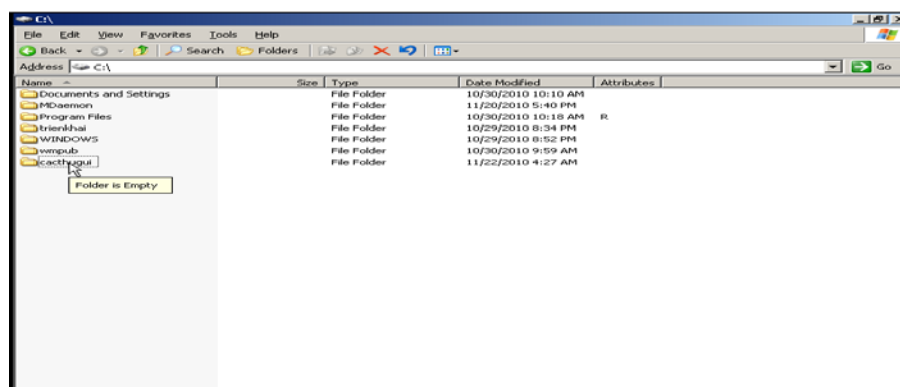 C:\
File Edit View Favorites Tools Help
Back Search Folders
Address C:\ Go
Name Size Type Date Modified Attributes
Documents and Settings File Folder 10/30/2010 10:10 AM
MDaemon File Folder 11/20/2010 5:40 PM
Program Files File Folder 10/30/2010 10:18 AM R
trienkhai File Folder 10/29/2010 8:34 PM
WINDOWS File Folder 10/29/2010 8:52 PM
wmpub File Folder 10/30/2010 9:59 AM
cacthugui File Folder 11/22/2010 4:27 AM
Folder is Empty